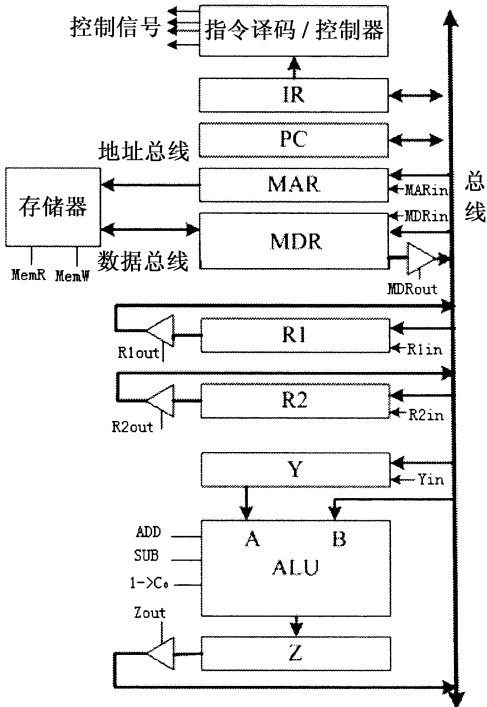 控制信号
指令译码 / 控制器
IR
PC
地址总线
MAR
MARin
总线
存储器
MDRin
MDR
数据总线
MemR
MemW
MDRout
R1
R1out
R1in
R2
R2out
R2in
Y
Yin
ADD
A
B
SUB
ALU
1->C₀
Zout
Z